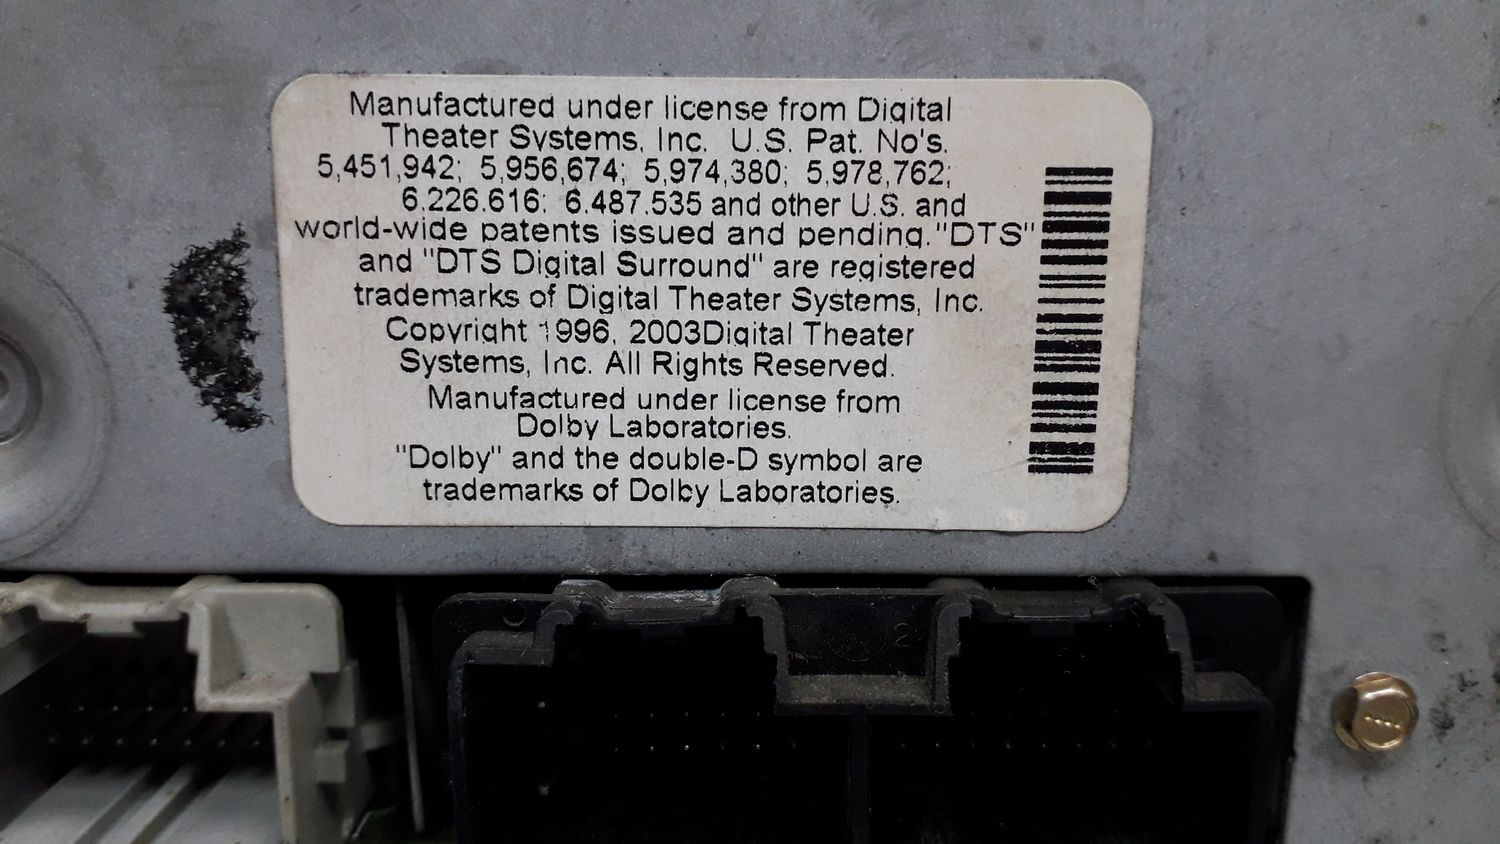 Manufactured under license from Digital
Theater Systems, Inc. U.S. Pat. No's.
5,451,942; 5,956,674; 5,974,380; 5,978,762;
6,226,616; 6,487,535 and other U.S. and
world-wide patents issued and pending."DTS"
and "DTS Digital Surround" are registered
trademarks of Digital Theater Systems, Inc.
Copyright 1996, 2003Digital Theater
Systems, Inc. All Rights Reserved.
Manufactured under license from
Dolby Laboratories.
"Dolby" and the double-D symbol are
trademarks of Dolby Laboratories.
2